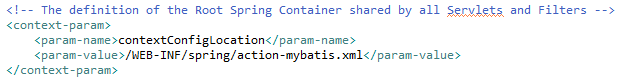 <!-- The definition of the Root Spring Container shared by all Servlets and Filters -->
<context-param>
    <param-name>contextConfigLocation</param-name>
    <param-value>/WEB-INF/spring/action-mybatis.xml</param-value>
</context-param>